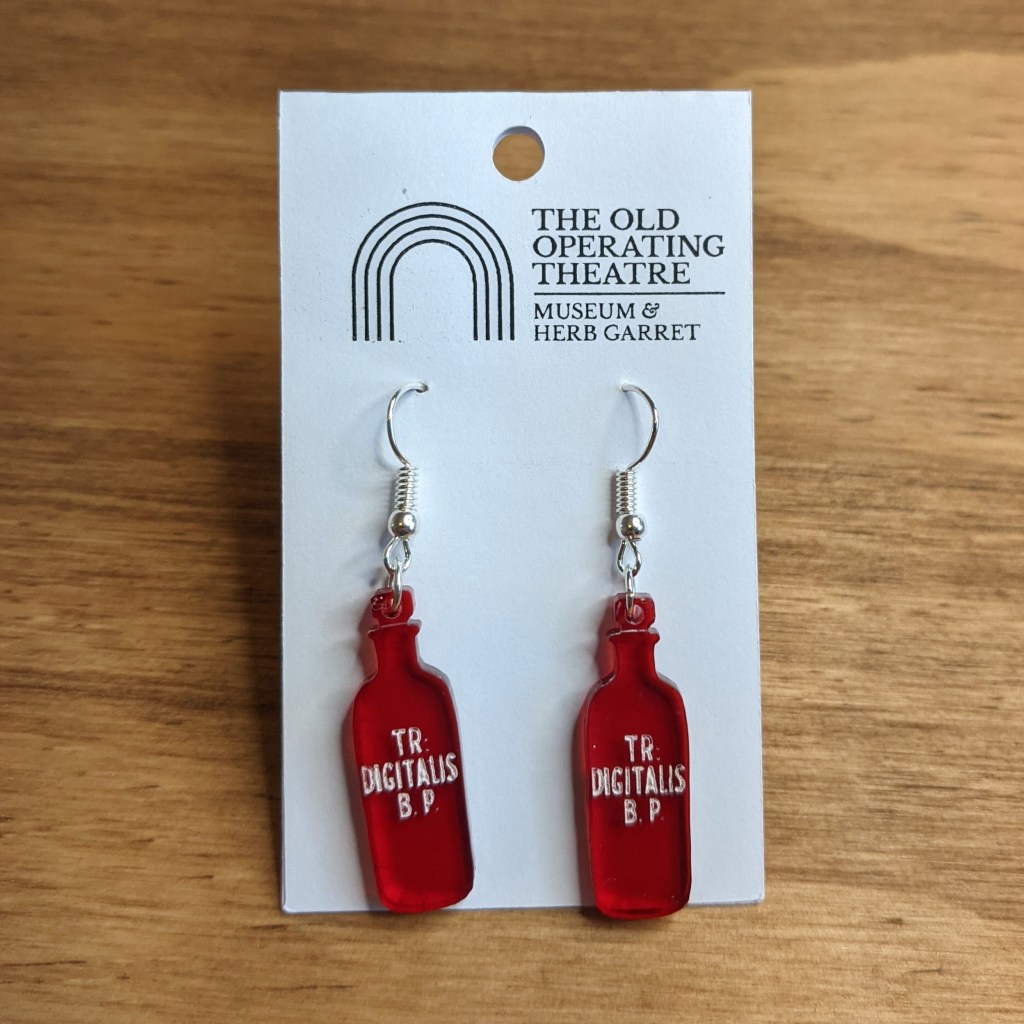 THE OLD
OPERATING
THEATRE
MUSEUM &
HERB GARRET
TR:
DIGITALIS
B. P.
TR:
DIGITALIS
B. P.